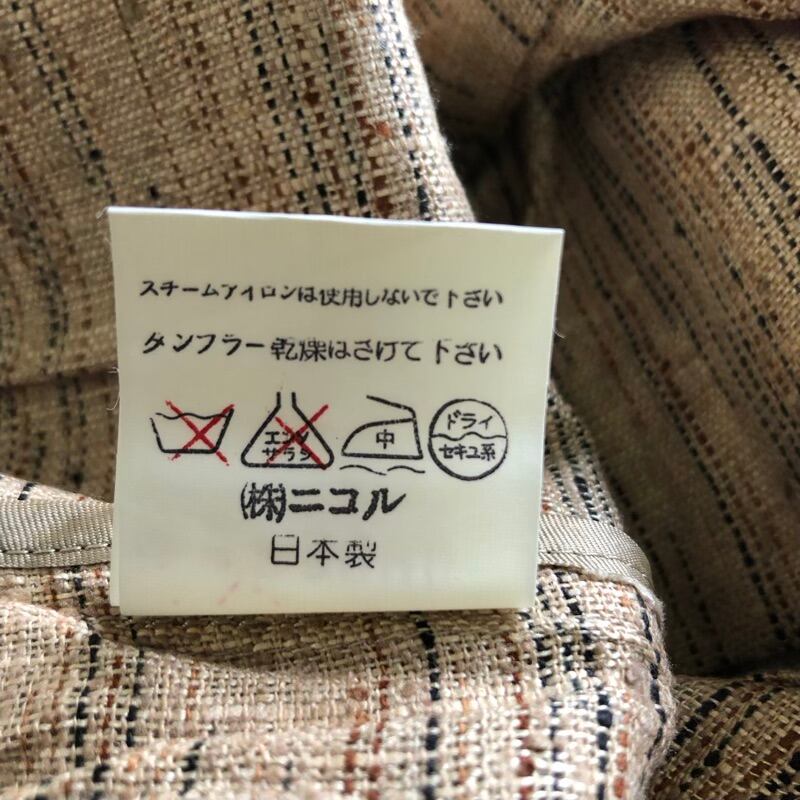 スチームアイロンは使用しないで下さい
タンブラー乾燥はさけて下さい
エンソ
サラシ
中
ドライ
セキユ系
(株)ニコル
日本製